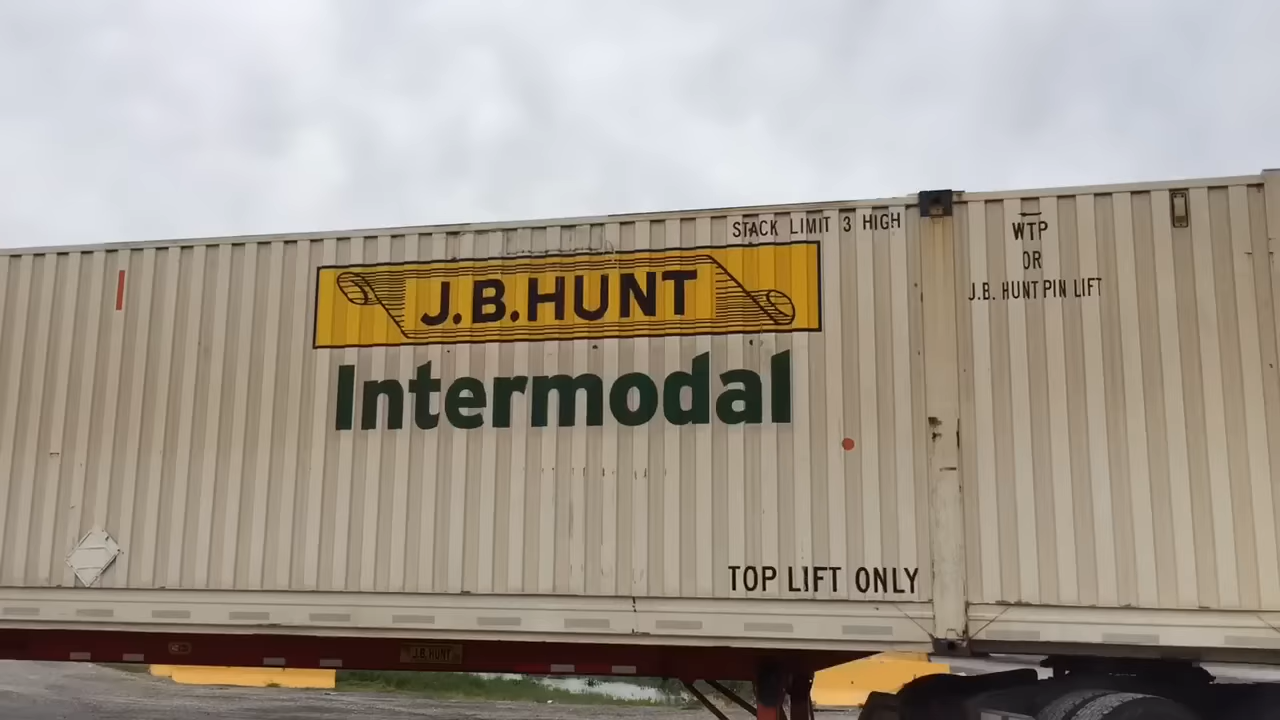 STACK LIMIT 3 HIGH
J.B.HUNT
Intermodal
TOP LIFT ONLY
WTP
OR
J.B. HUNT PIN LIFT
J.B. HUNT